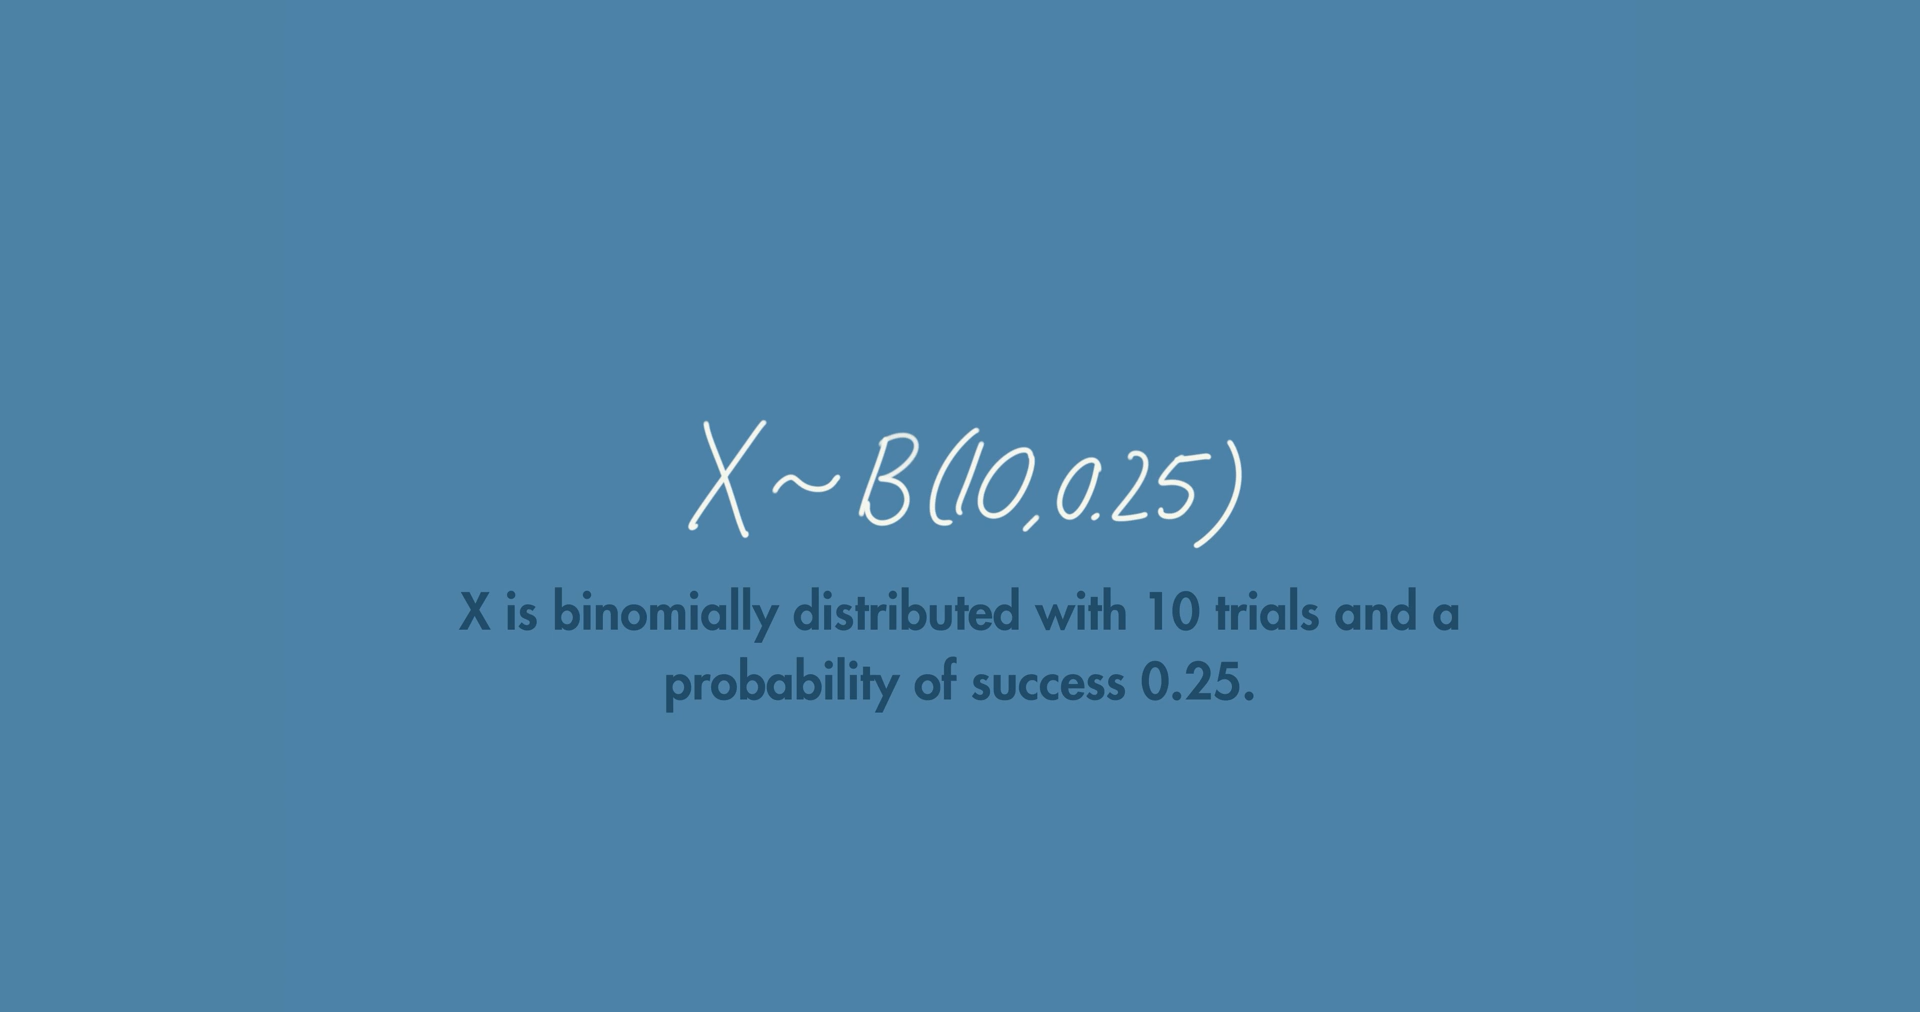 X~B(10,0.25)
X is binomially distributed with 10 trials and a
probability of success 0.25.